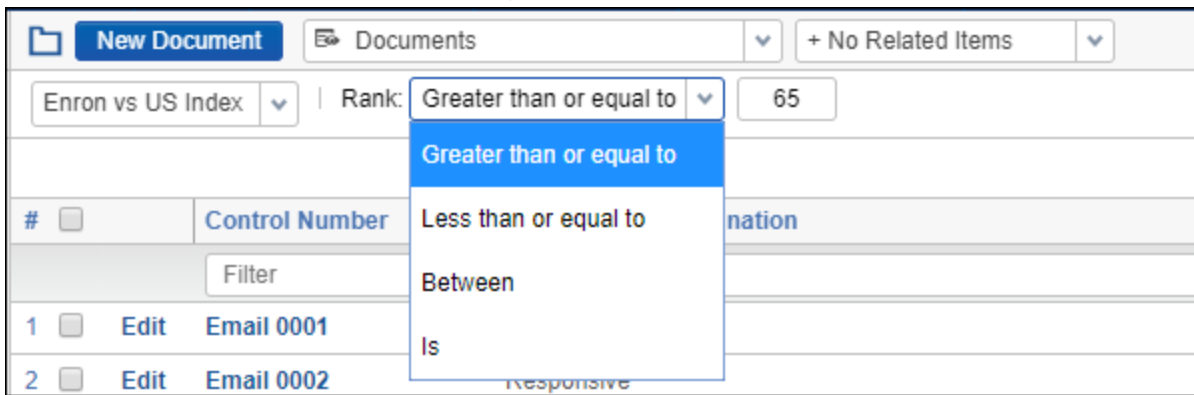 New Document Documents + No Related Items
Enron vs US Index | Rank: Greater than or equal to 65
Greater than or equal to
Less than or equal to
Between
Is
# Control Number nation
Filter
1 Edit Email 0001
2 Edit Email 0002 Responsive